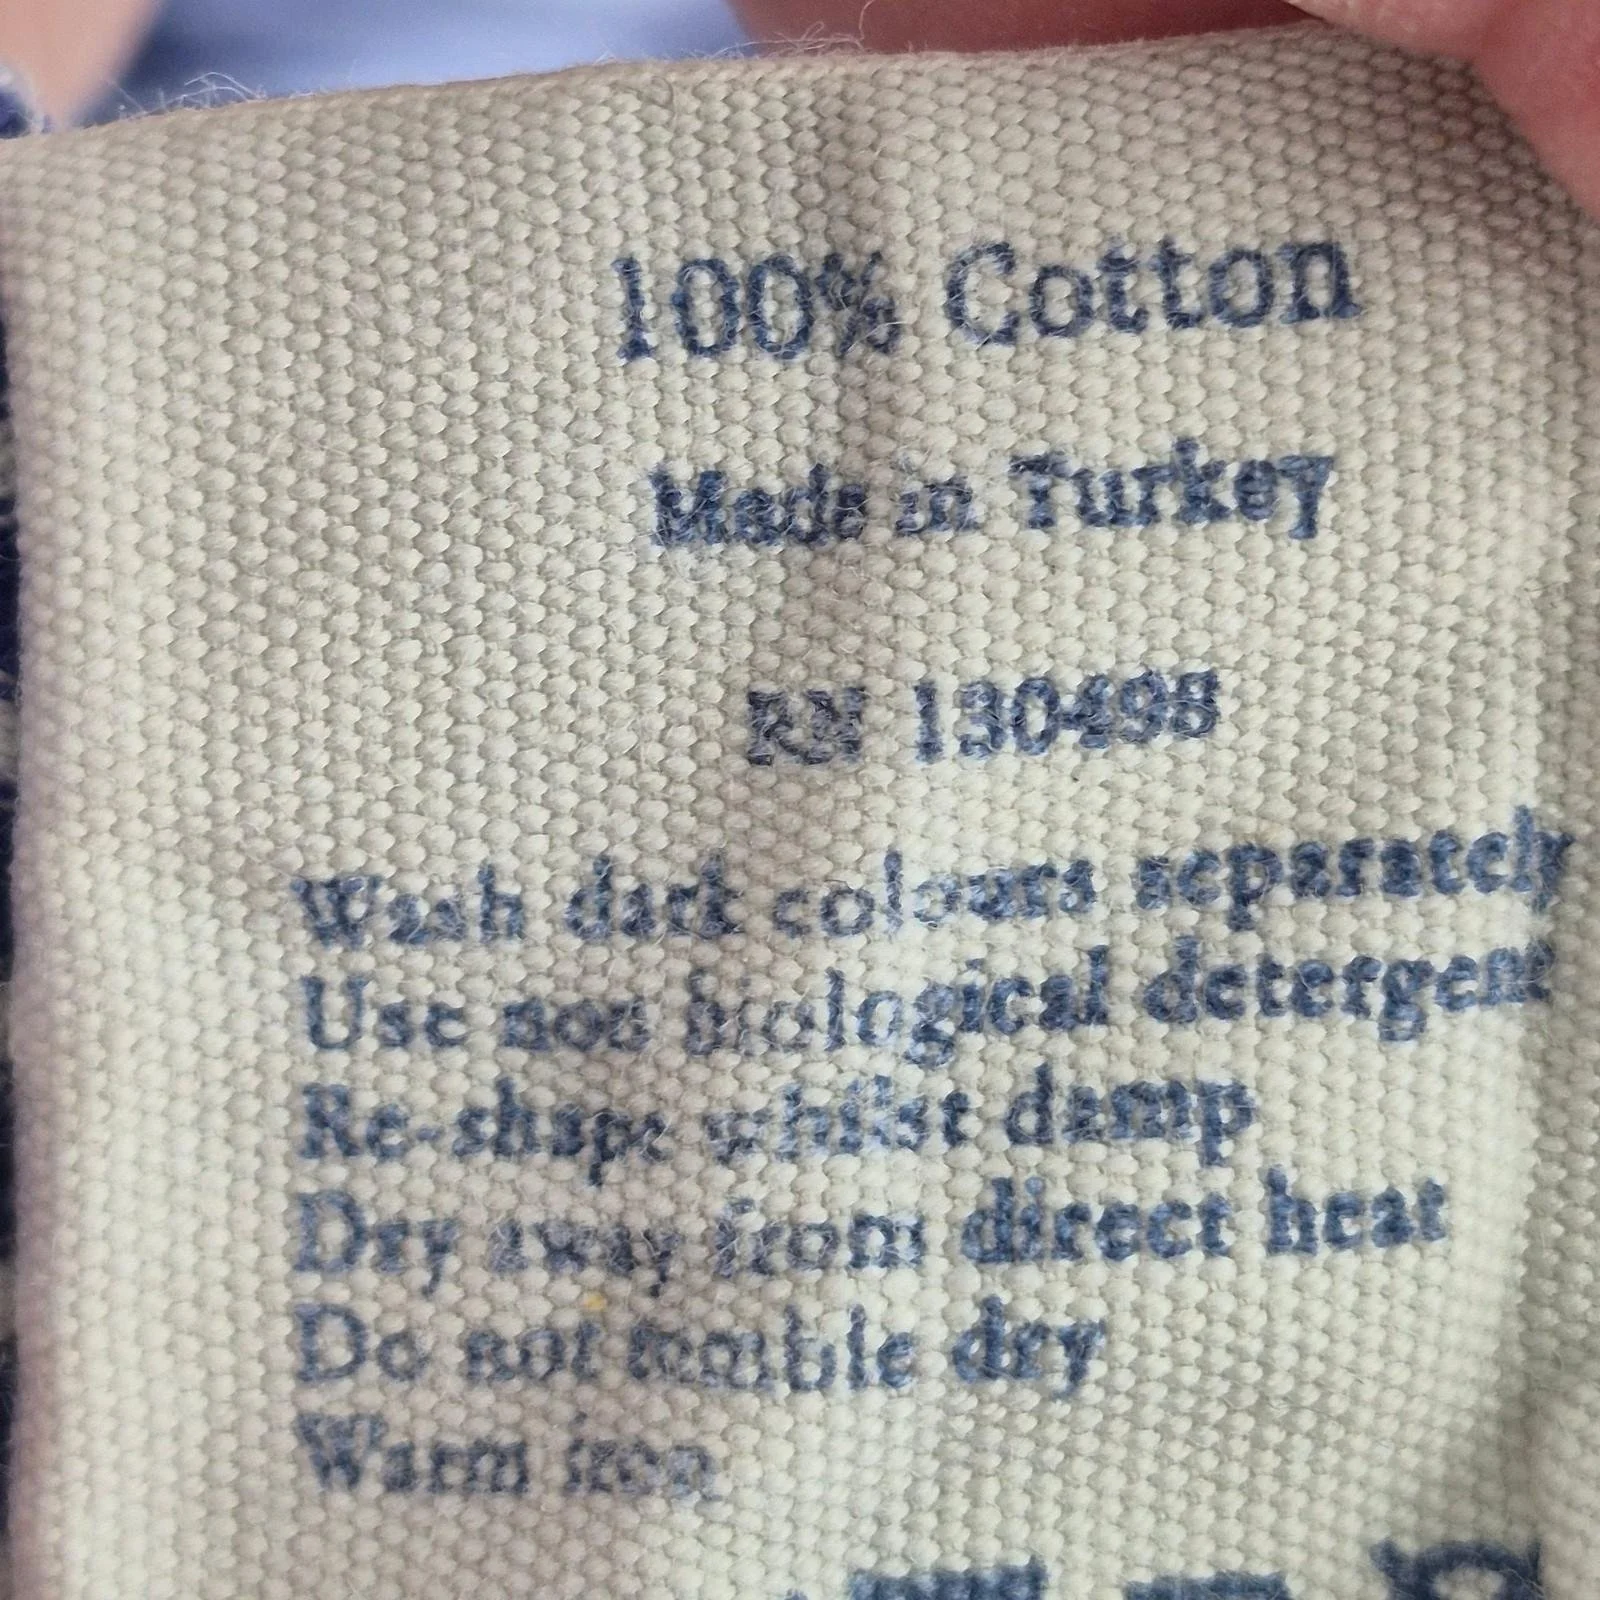 100% Cotton
Made in Turkey
RN 130498
Wash dark colours separately
Use non biological detergent
Re-shape whilst damp
Dry away from direct heat
Do not tumble dry
Warm iron